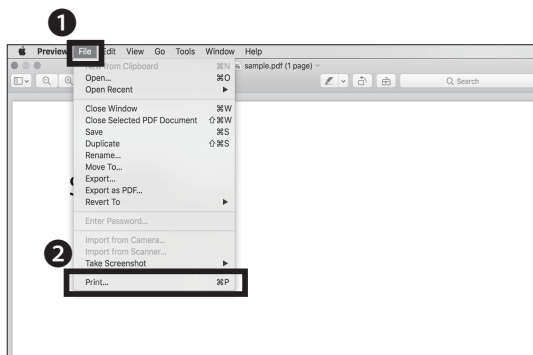 1
Preview File Edit View Go Tools Window Help
New from Clipboard ⌘N
sample.pdf (1 page)
Open... ⌘O
Search
Open Recent ▶
Close Window ⌘W
Close Selected PDF Document ⇧⌘W
Save ⌘S
Duplicate ⇧⌘S
Rename...
Move To...
Export...
Export as PDF...
Revert To ▶
Enter Password...
Import from Camera...
Import from Scanner...
2
Take Screenshot ▶
Print... ⌘P